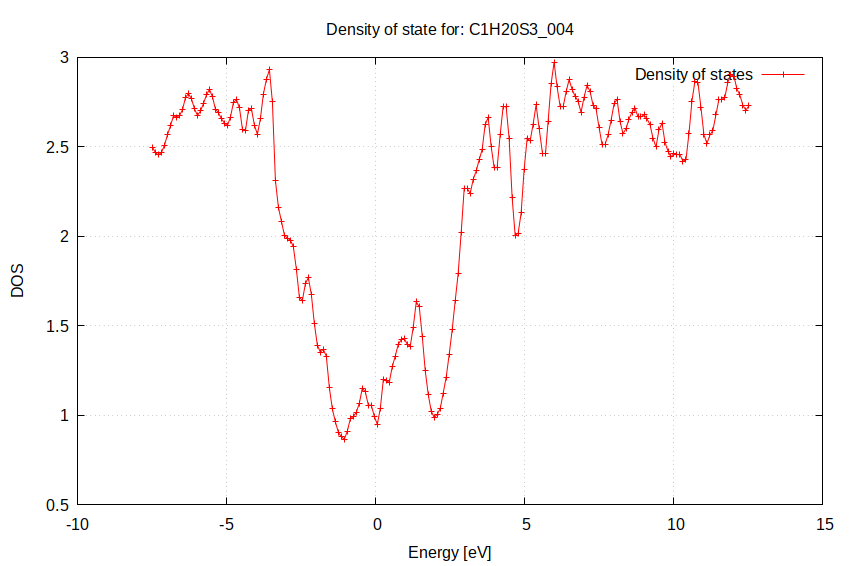 Density of state for: C1H20S3_004
Density of states
3
2.5
2
1.5
1
0.5
DOS
-10 -5 0 5 10 15
Energy [eV]